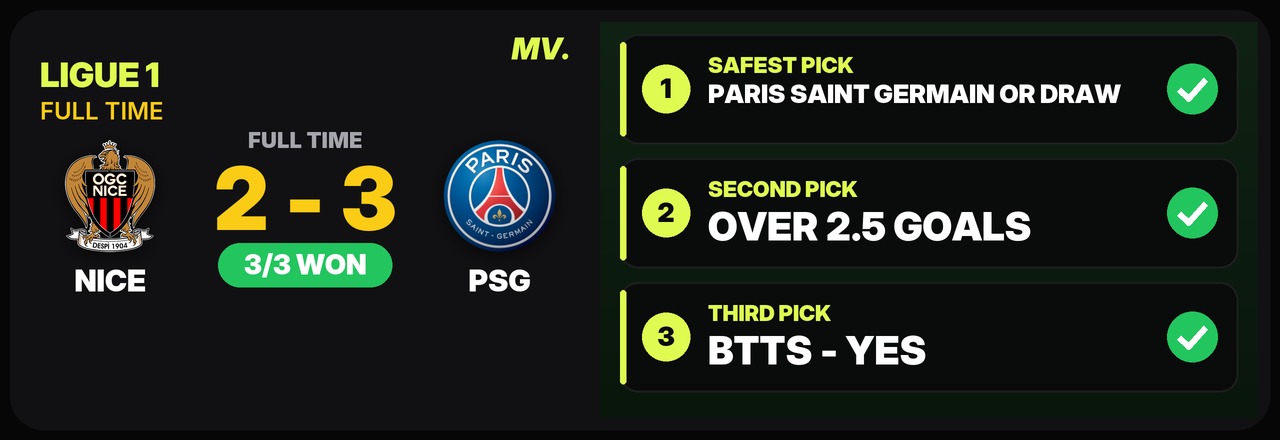 MV.
LIGUE 1
FULL TIME
OGC
NICE
DESPÍ 1904
NICE
FULL TIME
2 - 3
3/3 WON
PARIS
SAINT-GERMAIN
PSG
1
SAFEST PICK
PARIS SAINT GERMAIN OR DRAW
2
SECOND PICK
OVER 2.5 GOALS
3
THIRD PICK
BTTS - YES